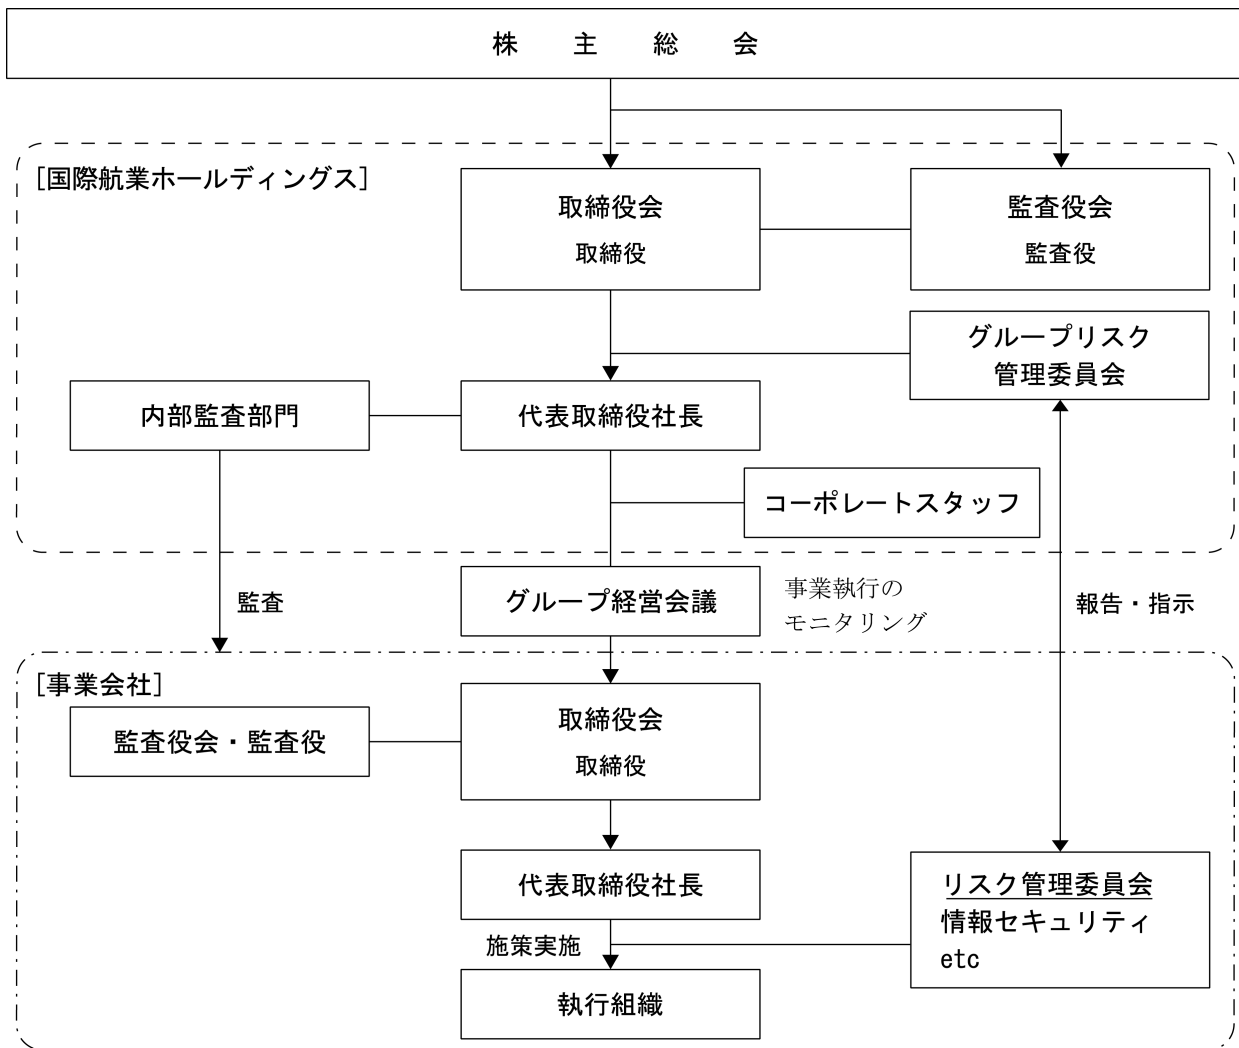 株主総会
[国際航業ホールディングス]
取締役会
取締役
監査役会
監査役
グループリスク
管理委員会
内部監査部門
代表取締役社長
コーポレートスタッフ
監査
グループ経営会議
事業執行の
モニタリング
報告・指示
[事業会社]
監査役会・監査役
取締役会
取締役
代表取締役社長
リスク管理委員会
情報セキュリティ
etc
施策実施
執行組織